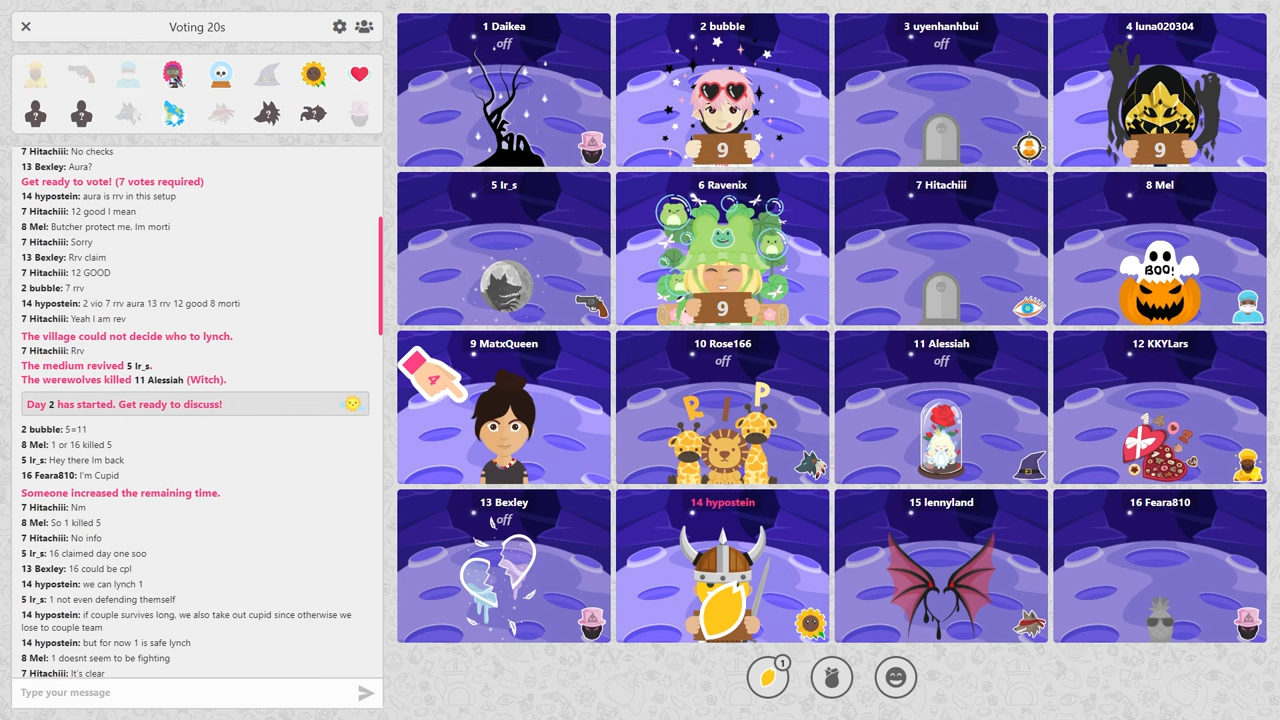 Voting 20s
7 Hitachiii: No checks
13 Bexley: Aura?
Get ready to vote! (7 votes required)
14 hypostein: aura is rrv in this setup
7 Hitachiii: 12 good I mean
8 Mel: Butcher protect me. Im morti
7 Hitachiii: Sorry
13 Bexley: Rrv claim
7 Hitachiii: 12 GOOD
2 bubble: 7 rrv
14 hypostein: 2 vio 7 rrv aura 13 rrv 12 good 8 morti
7 Hitachiii: Yeah I am rev
The village could not decide who to lynch.
7 Hitachiii: Rrv
The medium revived 5 lr_s.
The werewolves killed 11 Alessiah (Witch).
Day 2 has started. Get ready to discuss!
2 bubble: 5=11
8 Mel: 1 or 16 killed 5
5 lr_s: Hey there Im back
16 Feara810: I'm Cupid
Someone increased the remaining time.
7 Hitachiii: Nm
8 Mel: So 1 killed 5
7 Hitachiii: No info
5 lr_s: 16 claimed day one soo
13 Bexley: 16 could be cpl
14 hypostein: we can lynch 1
5 lr_s: 1 not even defending themself
14 hypostein: if couple survives long, we also take out cupid since otherwise we
lose to couple team
14 hypostein: but for now 1 is safe lynch
8 Mel: 1 doesnt seem to be fighting
7 Hitachiii: It's clear
Type your message
1 Daikea
off
2 bubble
9
3 uyenhanhbui
off
4 luna020304
9
5 lr_s
6 Ravenix
9
7 Hitachiii
8 Mel
BOO!
9 MatxQueen
4
10 Rose166
off
R I P
11 Alessiah
off
12 KKYLars
13 Bexley
off
14 hypostein
15 lennyland
16 Feara810
1